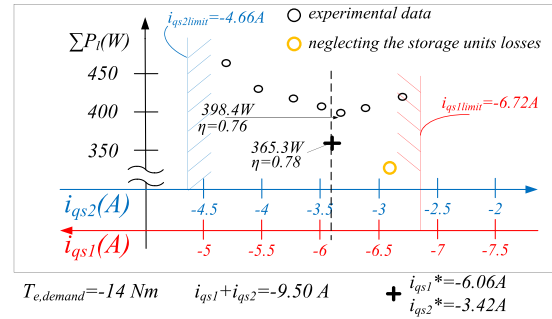 i_qs2limit=-4.66A
experimental data
ΣP_l(W)
neglecting the storage units losses
450
400
350
i_qs1limit=-6.72A
398.4W
η=0.76
365.3W
η=0.78
i_qs2(A)
-4.5 -4 -3.5 -3 -2.5 -2
i_qs1(A)
-5 -5.5 -6 -6.5 -7 -7.5
T_e,demand=-14 Nm
i_qs1+i_qs2=-9.50 A
i_qs1*=-6.06A
i_qs2*=-3.42A